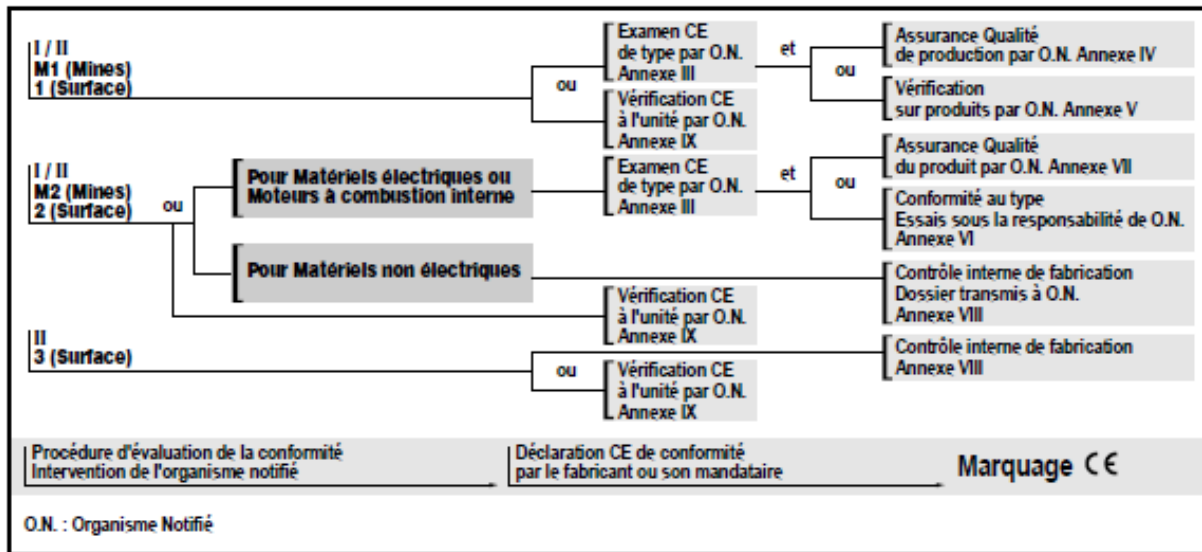 I / II
M1 (Mines)
1 (Surface)
ou
Examen CE
de type par O.N.
Annexe III
et
ou
Assurance Qualité
de production par O.N. Annexe IV
Vérification
sur produits par O.N. Annexe V
Vérification CE
à l'unité par O.N.
Annexe IX
I / II
M2 (Mines)
2 (Surface)
ou
Pour Matériels électriques ou
Moteurs à combustion interne
Examen CE
de type par O.N.
Annexe III
et
ou
Assurance Qualité
du produit par O.N. Annexe VII
Conformité au type
Essais sous la responsabilité de O.N.
Annexe VI
Pour Matériels non électriques
Contrôle interne de fabrication
Dossier transmis à O.N.
Annexe VIII
Vérification CE
à l'unité par O.N.
Annexe IX
II
3 (Surface)
ou
Contrôle interne de fabrication
Annexe VIII
Vérification CE
à l'unité par O.N.
Annexe IX
Procédure d'évaluation de la conformité
Intervention de l'organisme notifié
Déclaration CE de conformité
par le fabricant ou son mandataire
Marquage CE
O.N. : Organisme Notifié